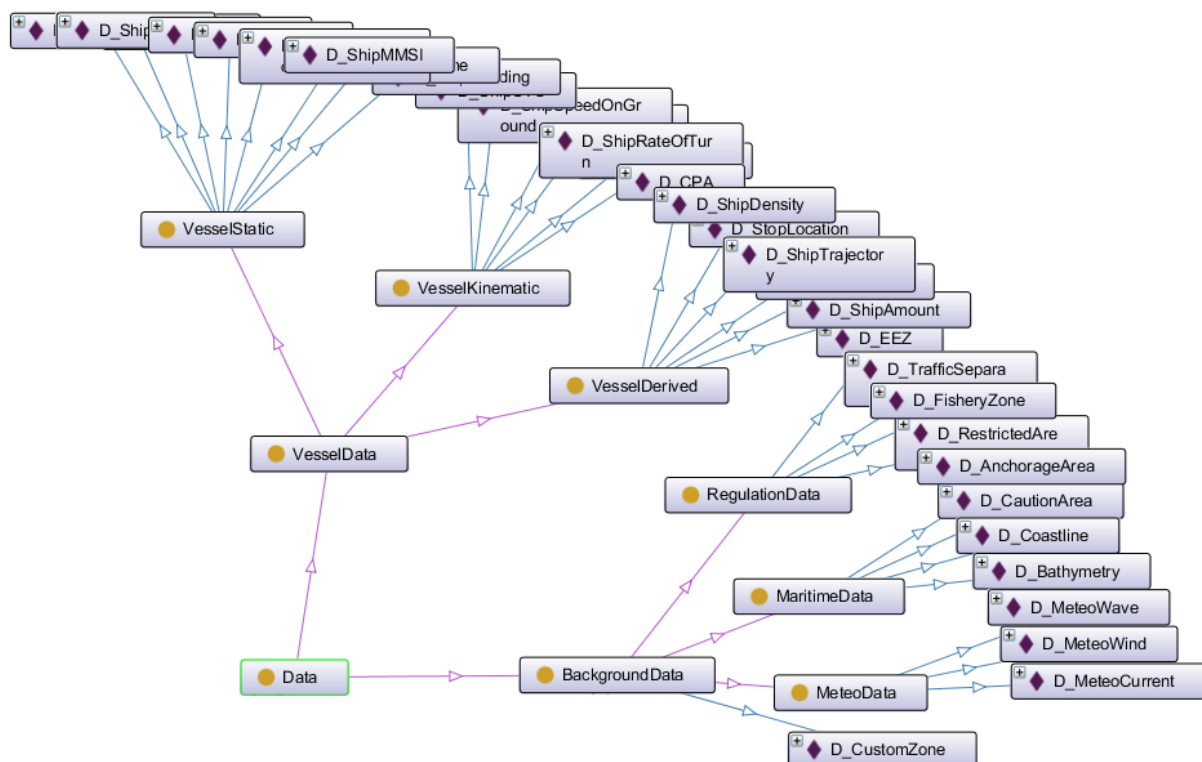 D_Ship
D_ShipMMSI
D_ShipSpeedOnGr
ound
D_ShipRateOfTur
n
D_CPA
D_ShipDensity
VesselStatic
D_StopLocation
D_ShipTrajector
y
VesselKinematic
D_ShipAmount
D_EEZ
D_TrafficSepara
VesselDerived
D_FisheryZone
D_RestrictedAre
VesselData
D_AnchorageArea
RegulationData
D_CautionArea
D_Coastline
D_Bathymetry
MaritimeData
D_MeteoWave
D_MeteoWind
Data
BackgroundData
D_MeteoCurrent
MeteoData
D_CustomZone